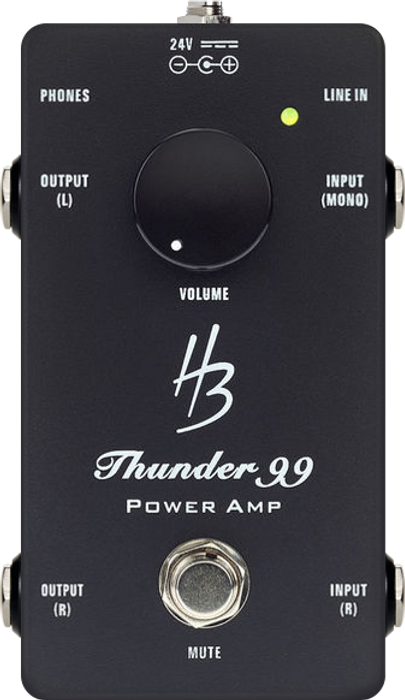 24V
PHONES
LINE IN
OUTPUT
(L)
INPUT
(MONO)
VOLUME
HB
Thunder 99
POWER AMP
OUTPUT
(R)
INPUT
(R)
MUTE